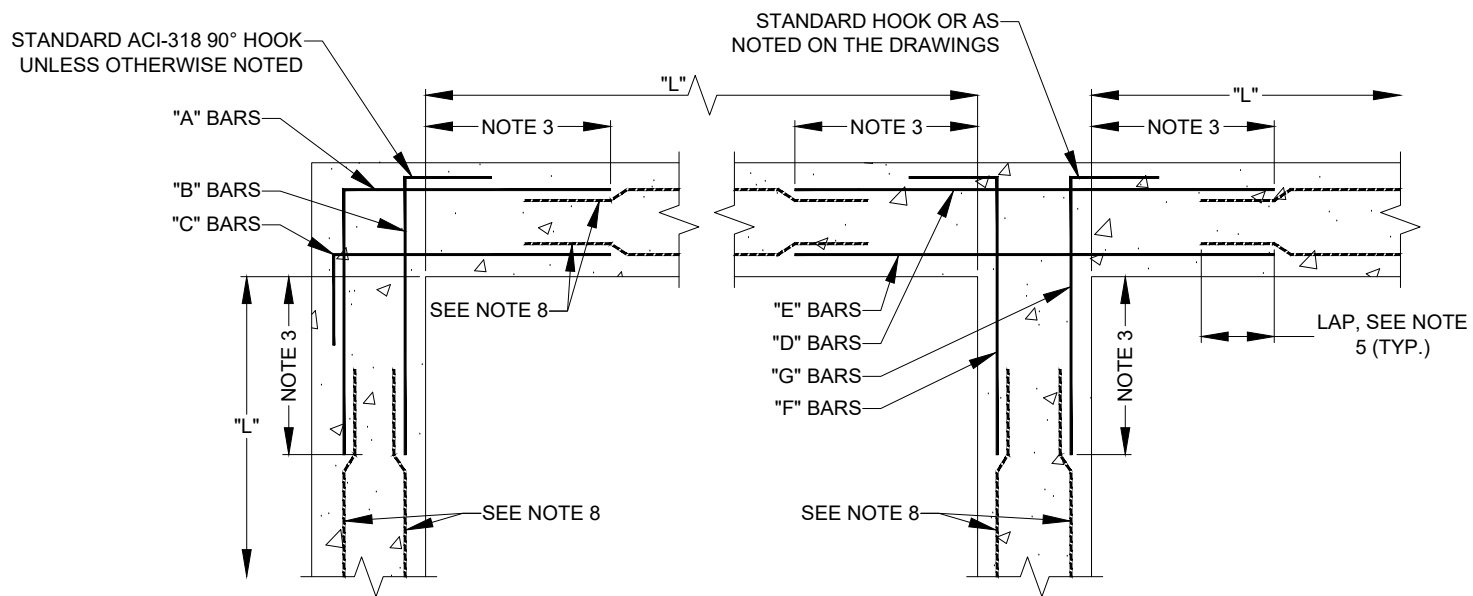 STANDARD ACI-318 90° HOOK
UNLESS OTHERWISE NOTED
STANDARD HOOK OR AS
NOTED ON THE DRAWINGS
"L"
"L"
"A" BARS
NOTE 3
NOTE 3
NOTE 3
"B" BARS
"C" BARS
SEE NOTE 8
"E" BARS
"D" BARS
"G" BARS
"F" BARS
LAP, SEE NOTE
5 (TYP.)
NOTE 3
NOTE 3
"L"
SEE NOTE 8
SEE NOTE 8